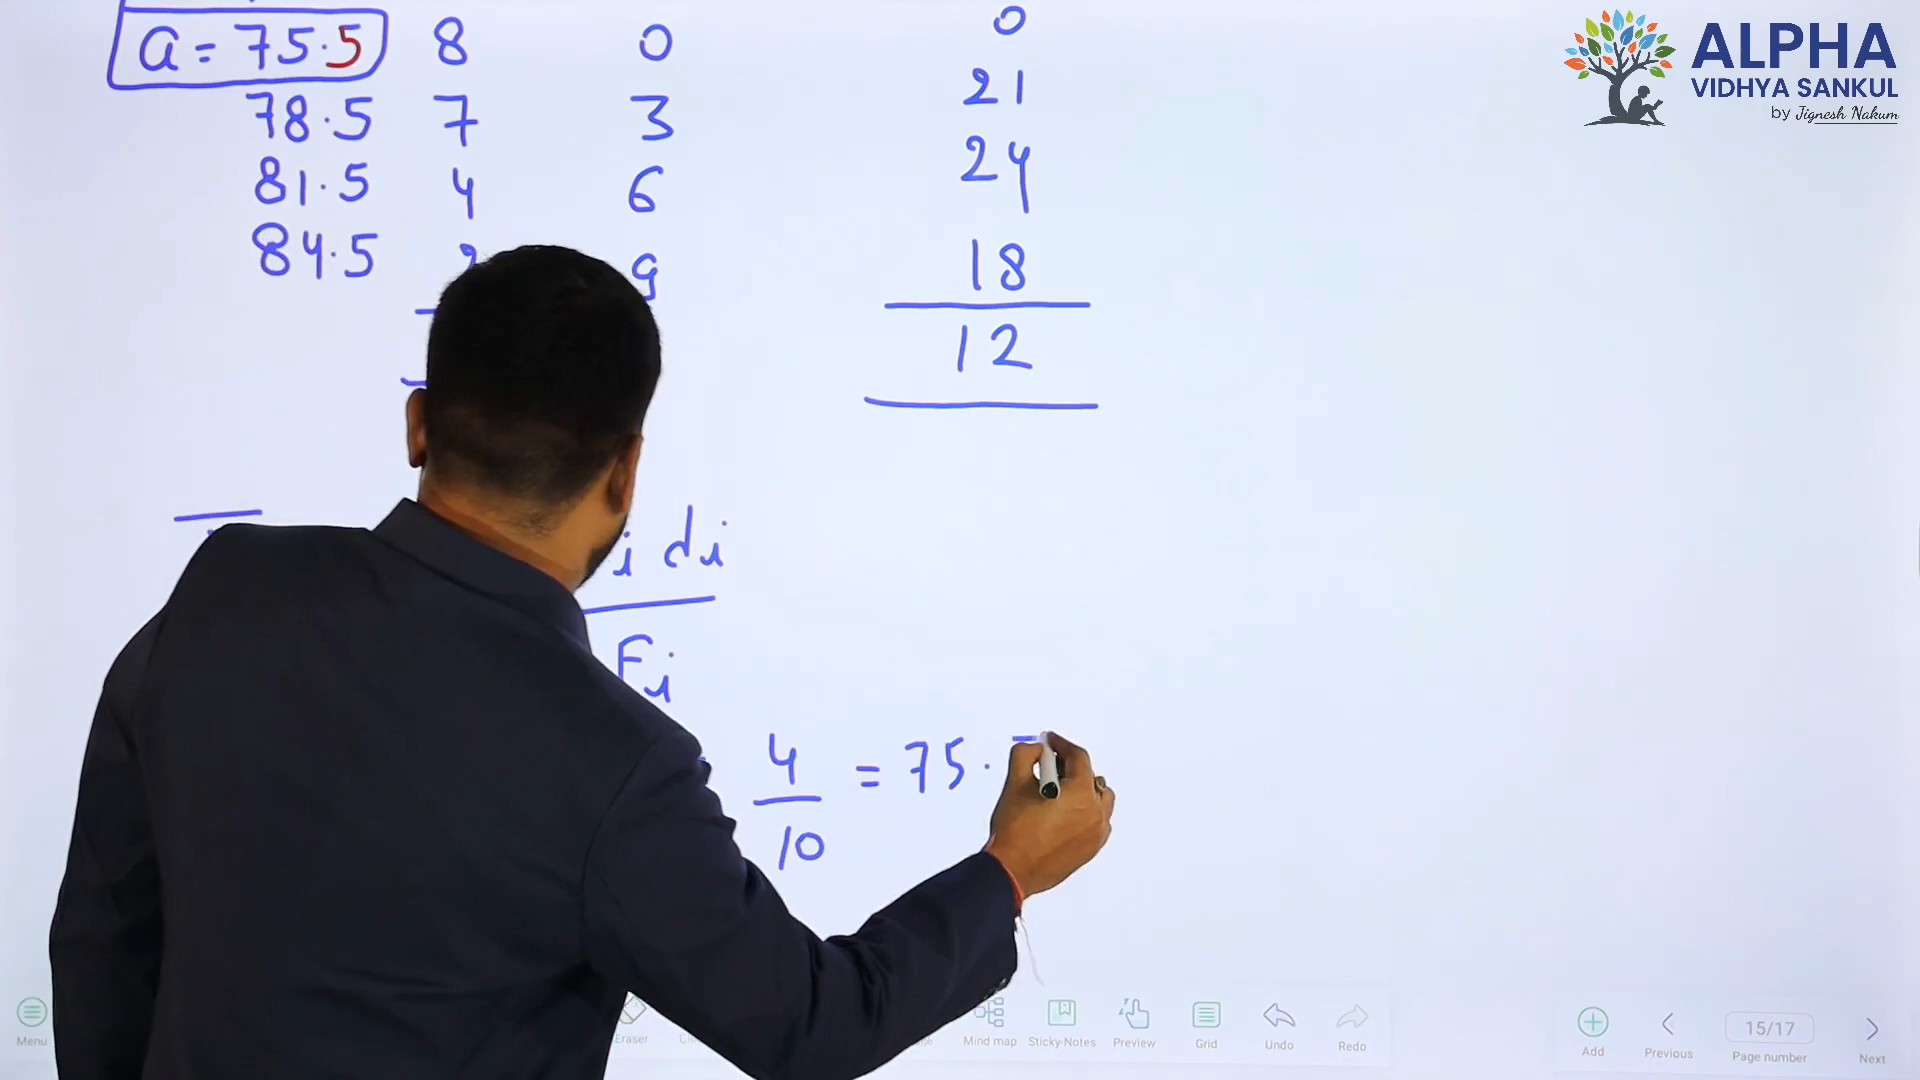 a = 75.5 8 0 0
78.5 7 3 21
81.5 4 6 24
84.5 9 18
12
i di
Fi
4
10
= 75.
ALPHA
VIDHYA SANKUL
by Jignesh Nakum
Menu
Eraser
Mind map
Sticky-Notes
Preview
Grid
Undo
Redo
Add
Previous
15/17
Page number
Next